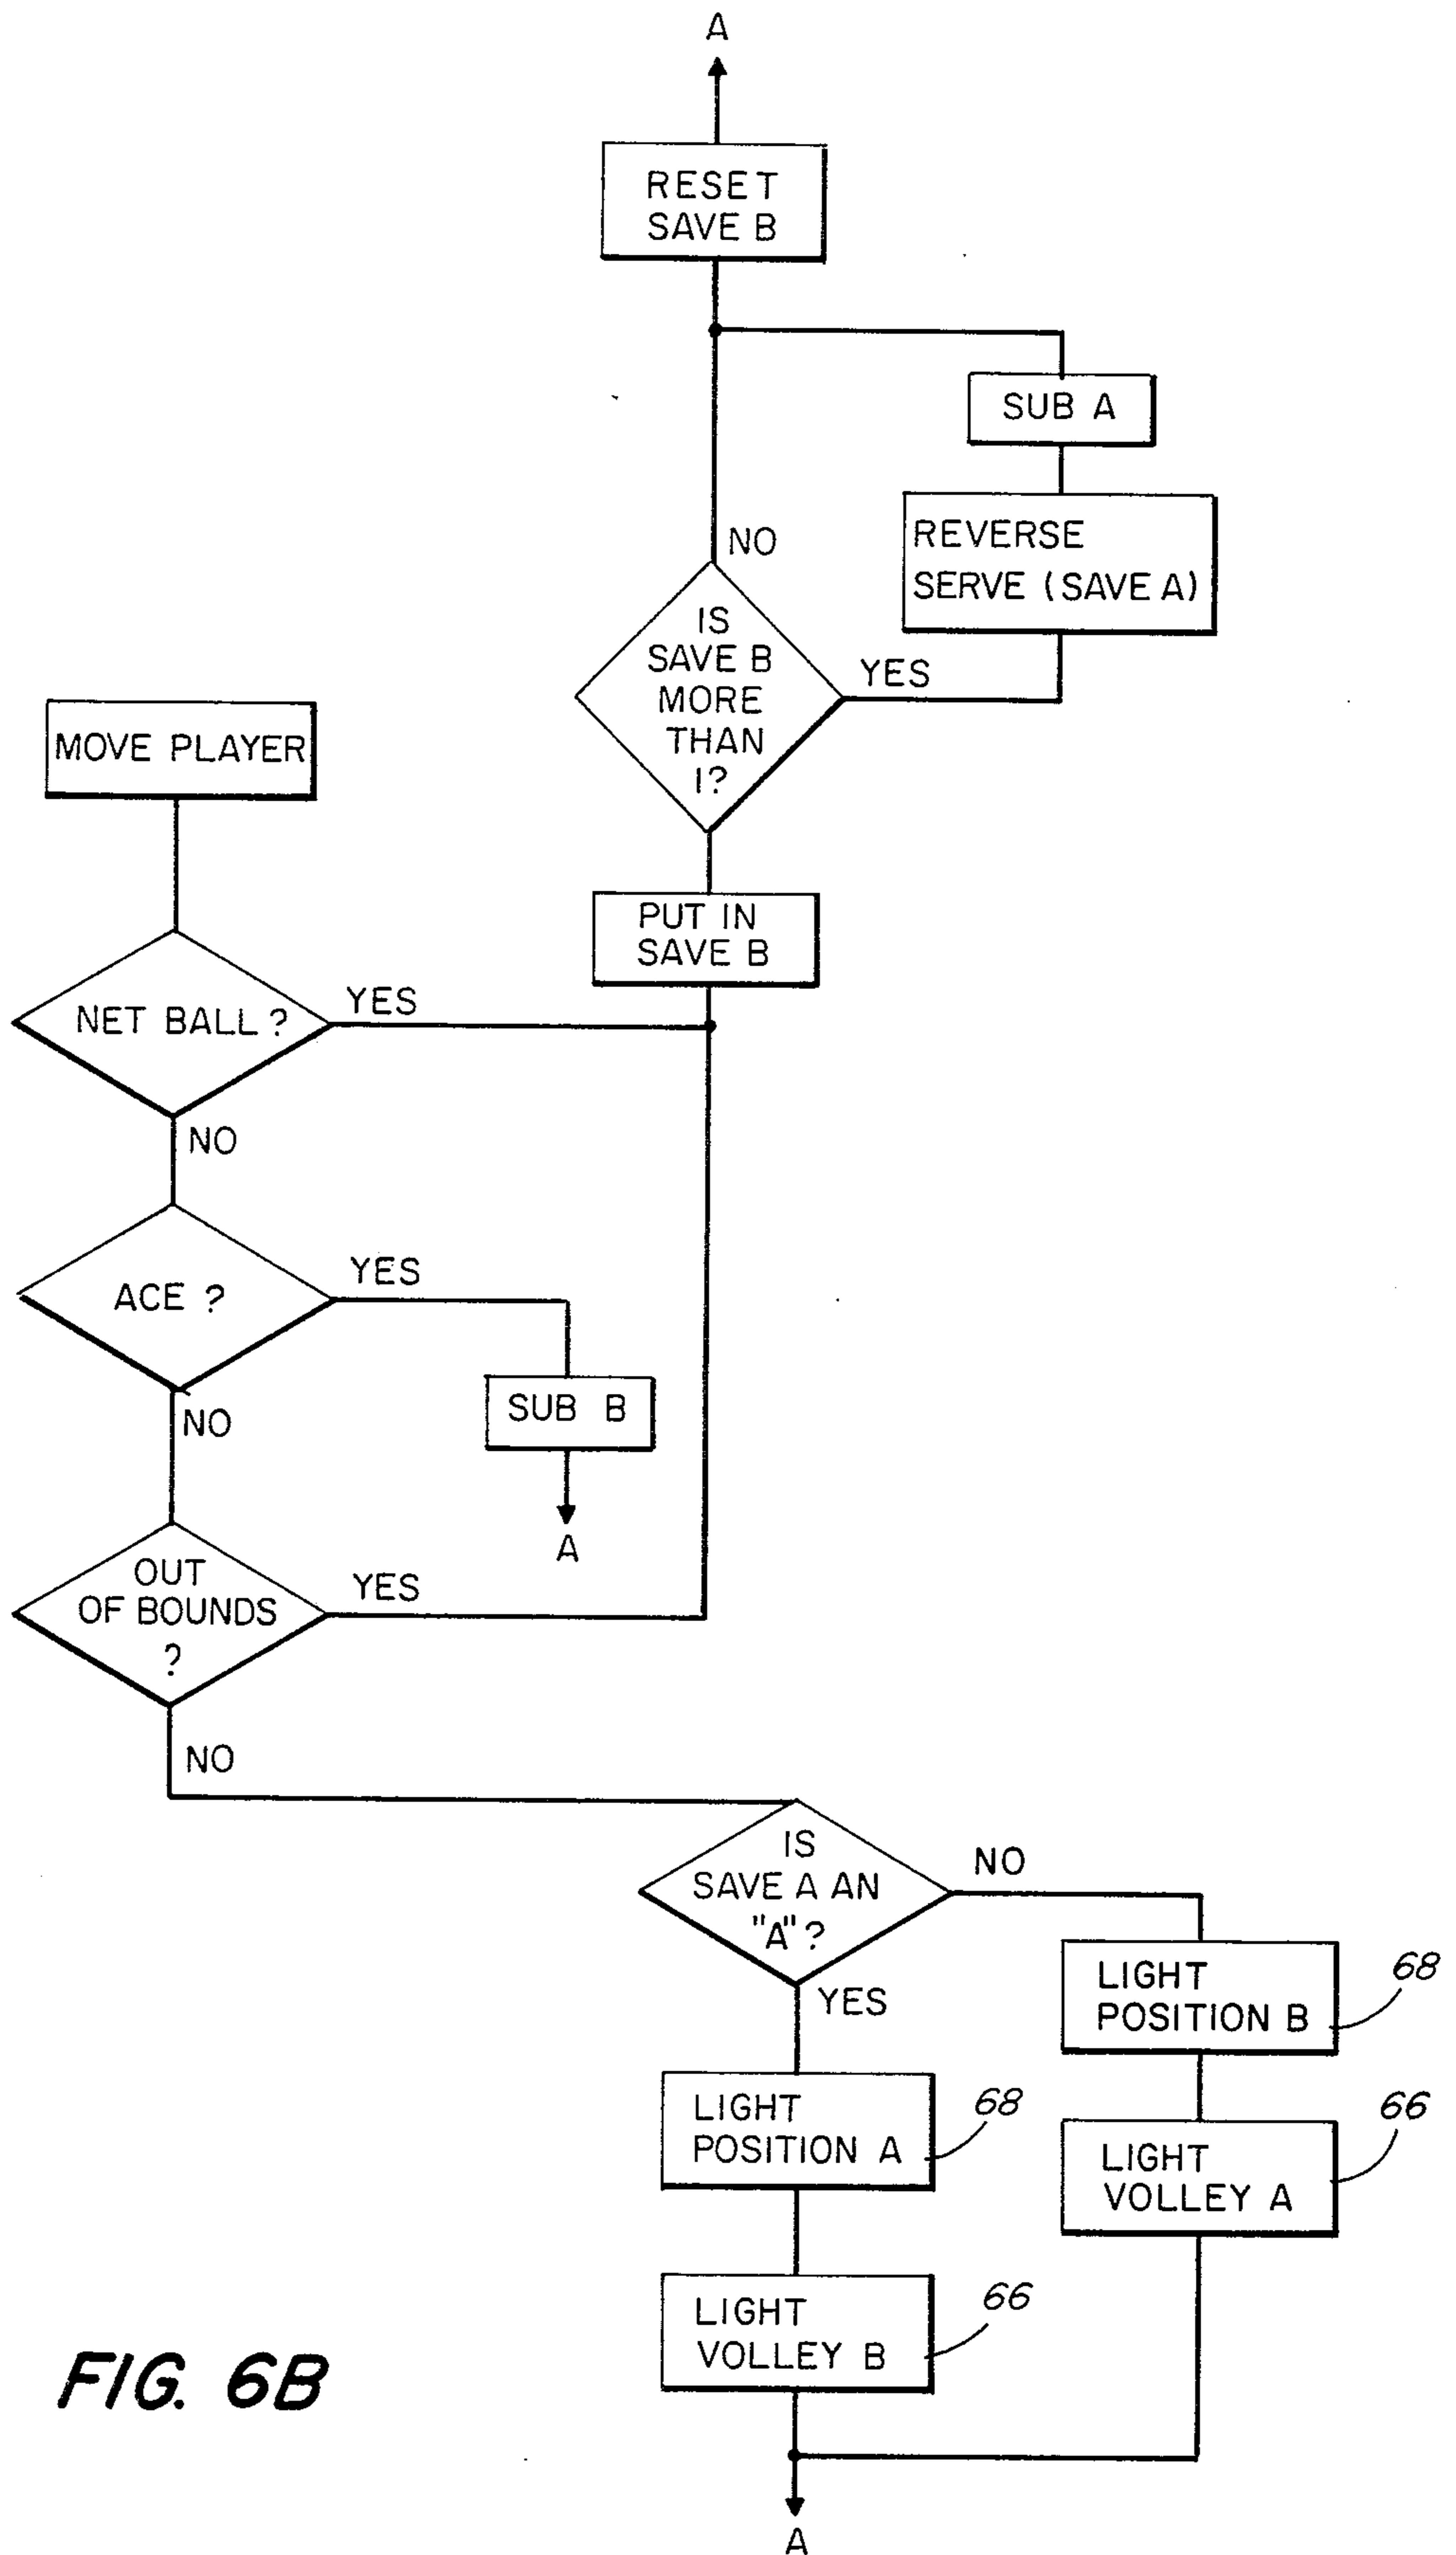 A
RESET
SAVE B
SUB A
REVERSE
SERVE (SAVE A)
NO
IS
SAVE B
MORE
THAN
1?
YES
MOVE PLAYER
PUT IN
SAVE B
NET BALL ?
YES
NO
ACE ?
YES
SUB B
A
NO
OUT
OF BOUNDS
?
YES
NO
IS
SAVE A AN
"A" ?
NO
YES
LIGHT
POSITION B
68
LIGHT
POSITION A
68
LIGHT
VOLLEY A
66
LIGHT
VOLLEY B
66
A
FIG. 6B